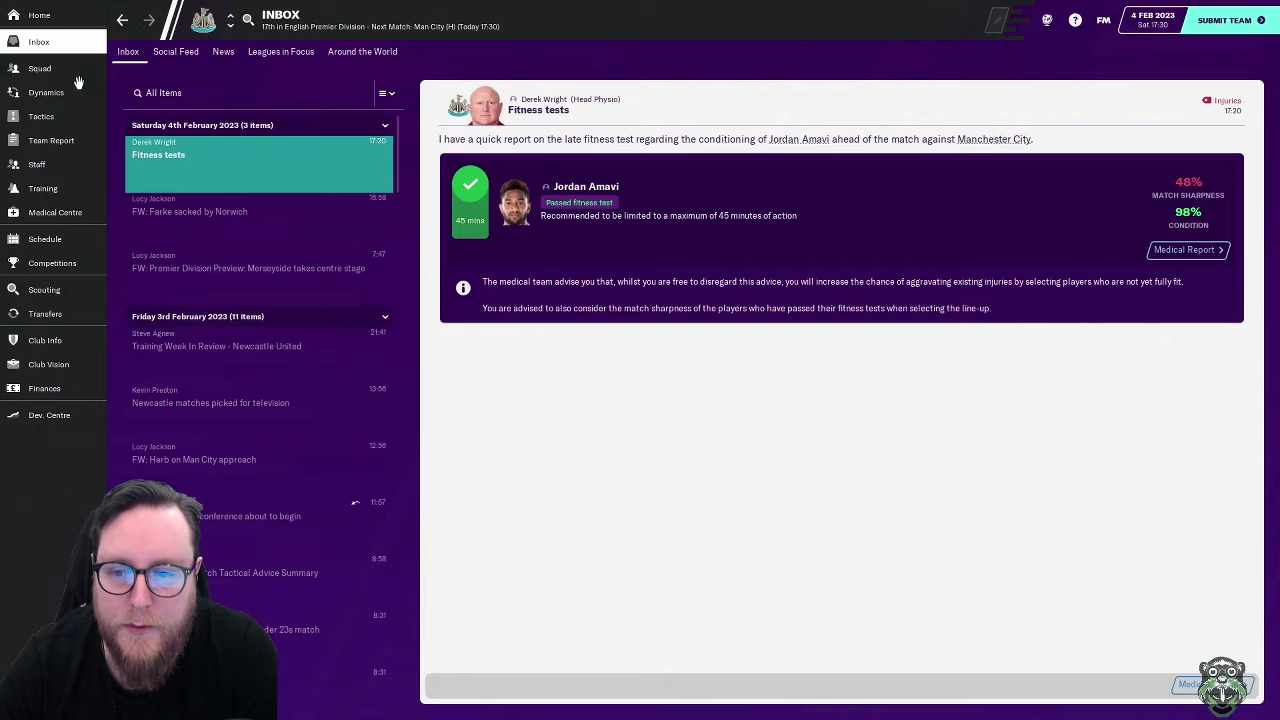 Home
INBOX
17th in English Premier Division - Next Match: Man City (H) (Today 17:30)
FM
4 FEB 2023
Sat 17:30
SUBMIT TEAM
Inbox
Squad
Dynamics
Tactics
Team Report
Staff
Training
Medical Centre
Schedule
Competitions
Scouting
Transfers
Club Info
Club Vision
Finances
Dev. Centre
Inbox
Social Feed
News
Leagues in Focus
Around the World
All Items
Saturday 4th February 2023 (3 items)
Derek Wright
17:20
Fitness tests
Lucy Jackson
16:58
FW: Farke sacked by Norwich
Lucy Jackson
7:47
FW: Premier Division Preview: Merseyside takes centre stage
Friday 3rd February 2023 (11 items)
Steve Agnew
21:41
Training Week In Review - Newcastle United
Kevin Preston
13:56
Newcastle matches picked for television
Lucy Jackson
12:56
FW: Herb on Man City approach
11:57
conference about to begin
8:58
Tactical Advice Summary
8:31
23s match
8:31
Derek Wright (Head Physio)
Fitness tests
Injuries
17:20
I have a quick report on the late fitness test regarding the conditioning of Jordan Amavi ahead of the match against Manchester City.
45 mins
Jordan Amavi
Passed fitness test
Recommended to be limited to a maximum of 45 minutes of action
48%
MATCH SHARPNESS
98%
CONDITION
Medical Report
The medical team advise you that, whilst you are free to disregard this advice, you will increase the chance of aggravating existing injuries by selecting players who are not yet fully fit.
You are advised to also consider the match sharpness of the players who have passed their fitness tests when selecting the line-up.